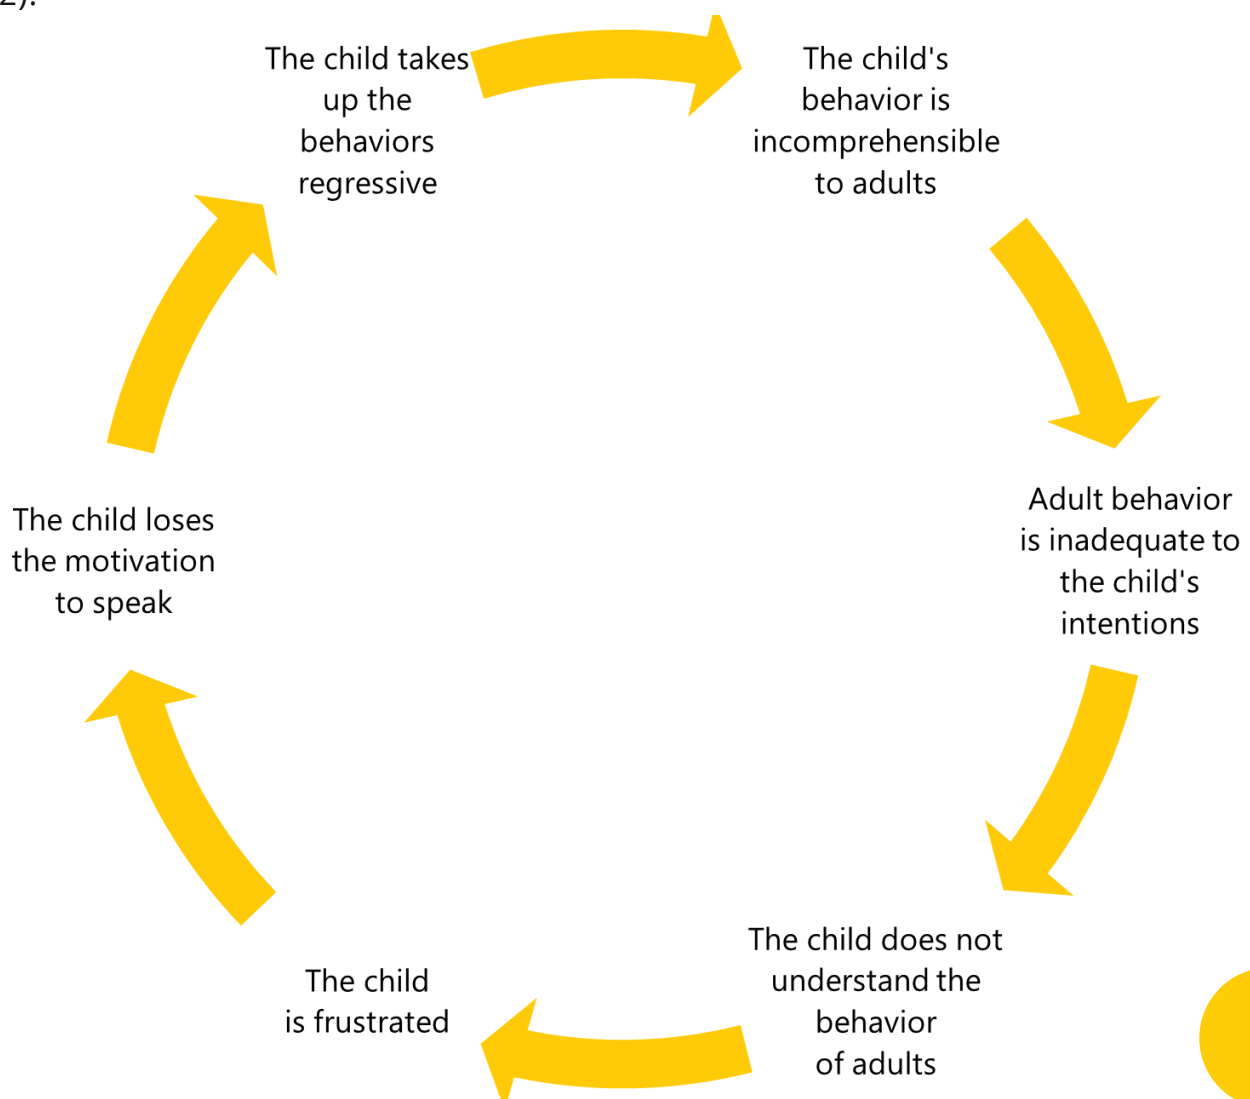 2).
The child takes
up the
behaviors
regressive
The child's
behavior is
incomprehensible
to adults
Adult behavior
is inadequate to
the child's
intentions
The child does not
understand the
behavior
of adults
The child
is frustrated
The child loses
the motivation
to speak